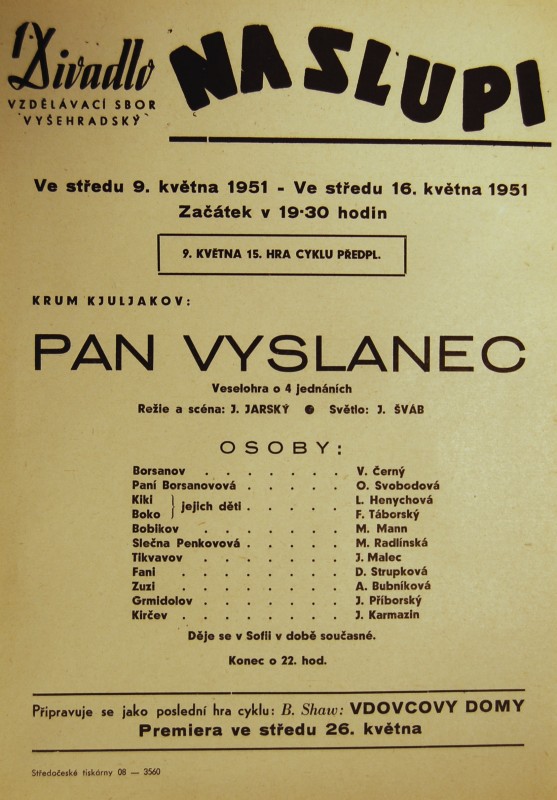 Divadlo
VZDĚLÁVACÍ SBOR
VYŠEHRADSKÝ
NA SLUPI
Ve středu 9. května 1951 - Ve středu 16. května 1951
Začátek v 19·30 hodin
9. KVĚTNA 15. HRA CYKLU PŘEDPL.
KRUM KJULJAKOV:
PAN VYSLANEC
Veselohra o 4 jednáních
Režie a scéna: J. JARSKÝ ● Světlo: J. ŠVÁB
OSOBY:
Borsanov . . . . . . . V. Černý
Paní Borsanovová . . . . . O. Svobodová
Kiki } jejich děti . . . . . L. Henychová
Boko } F. Táborský
Bobikov . . . . . . . M. Mann
Slečna Penkovová . . . . . M. Radlínská
Tikvavov . . . . . . . J. Malec
Fani . . . . . . . . D. Strupková
Zuzi . . . . . . . . A. Bubníková
Grmidolov . . . . . . . J. Příborský
Kirčev . . . . . . . . J. Karmazin
Děje se v Sofii v době současné.
Konec o 22. hod.
Připravuje se jako poslední hra cyklu: B. Shaw: VDOVCOVY DOMY
Premiera ve středu 26. května
Středočeské tiskárny 08 — 3560